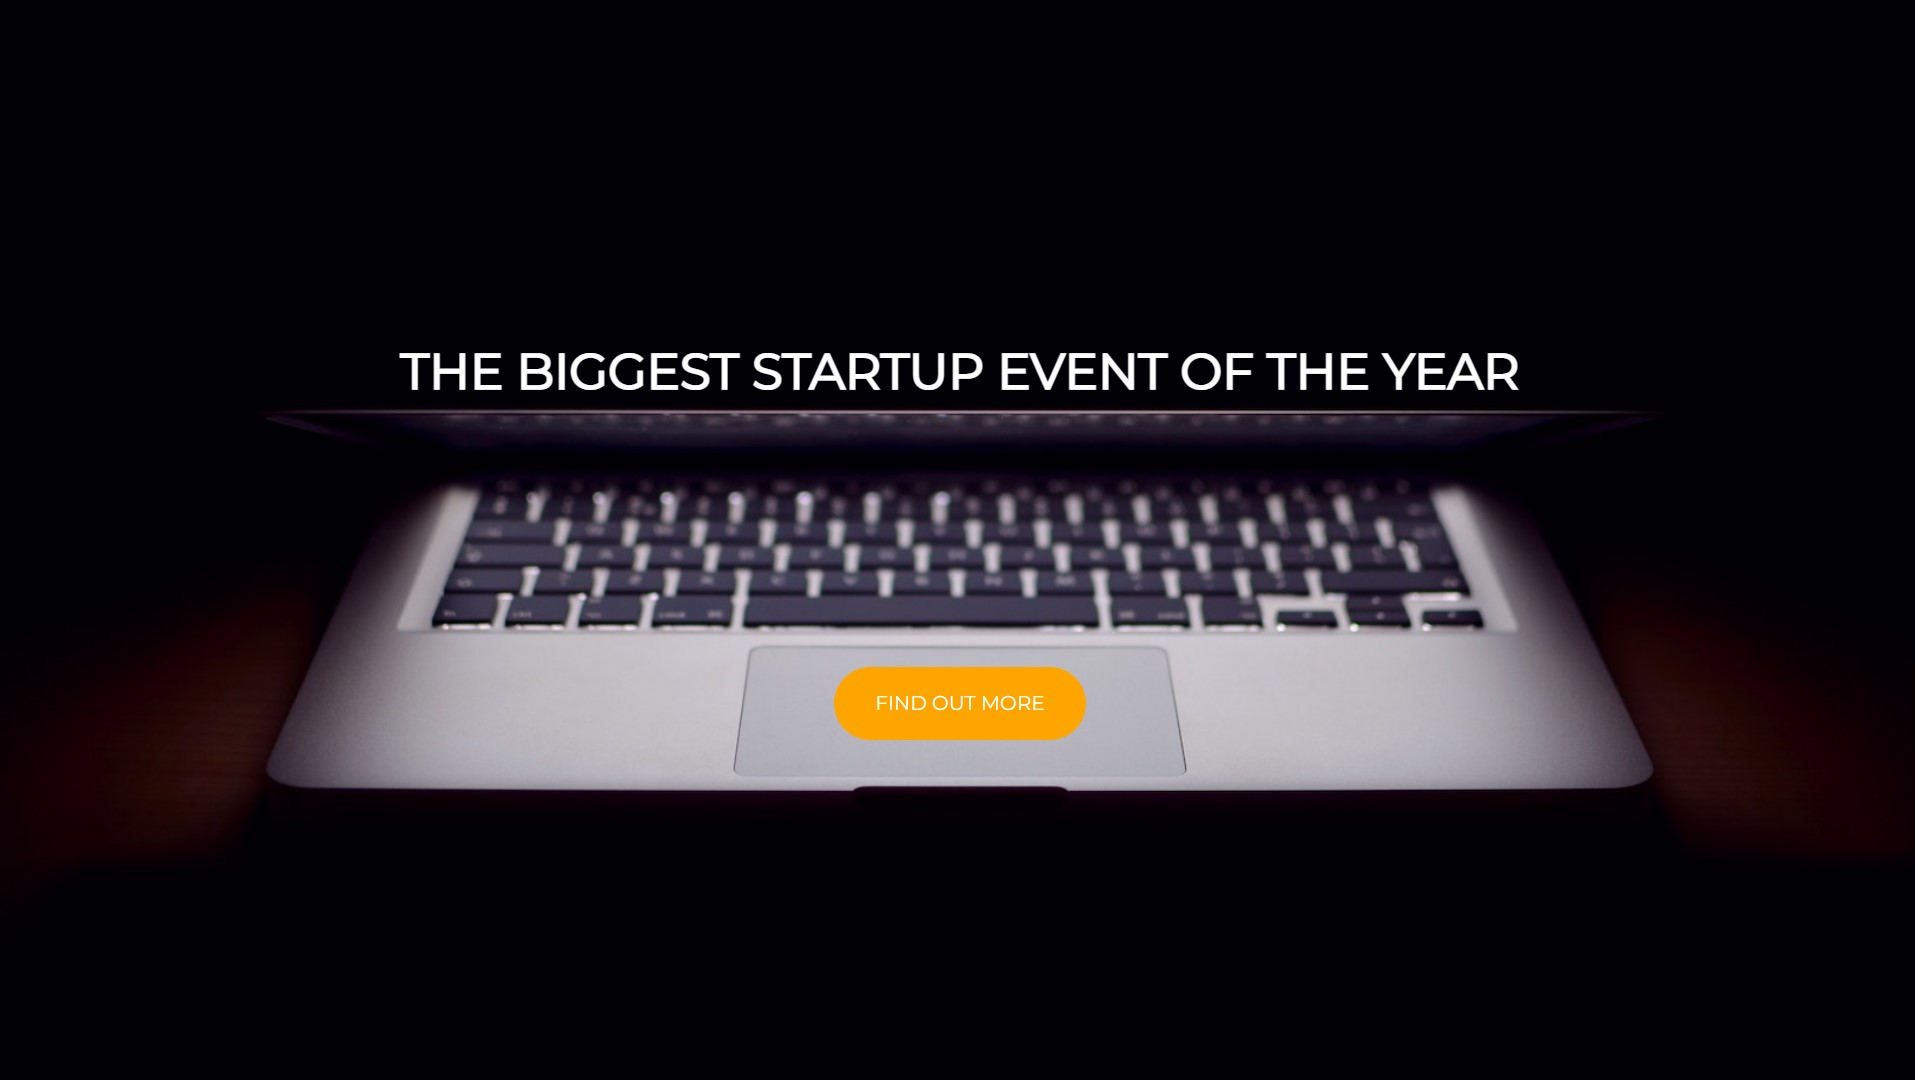 THE BIGGEST STARTUP EVENT OF THE YEAR
FIND OUT MORE